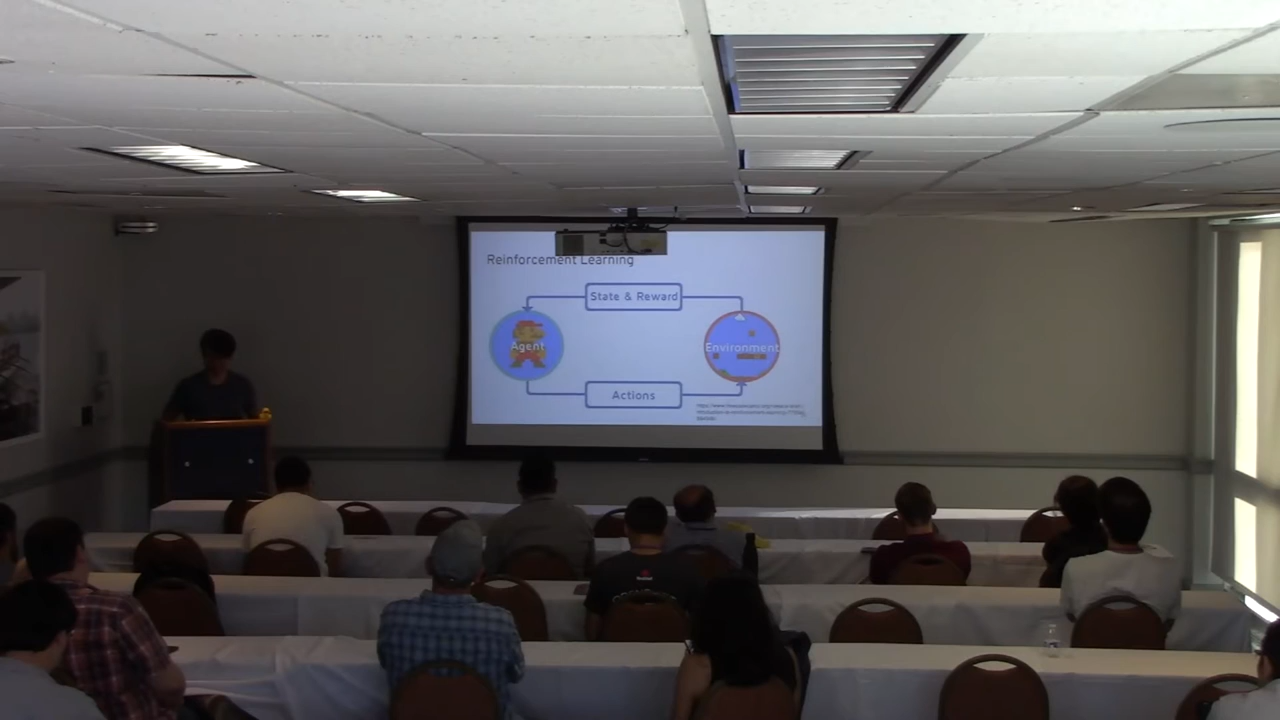 Reinforcement Learning
State & Reward
Agent
Environment
Actions